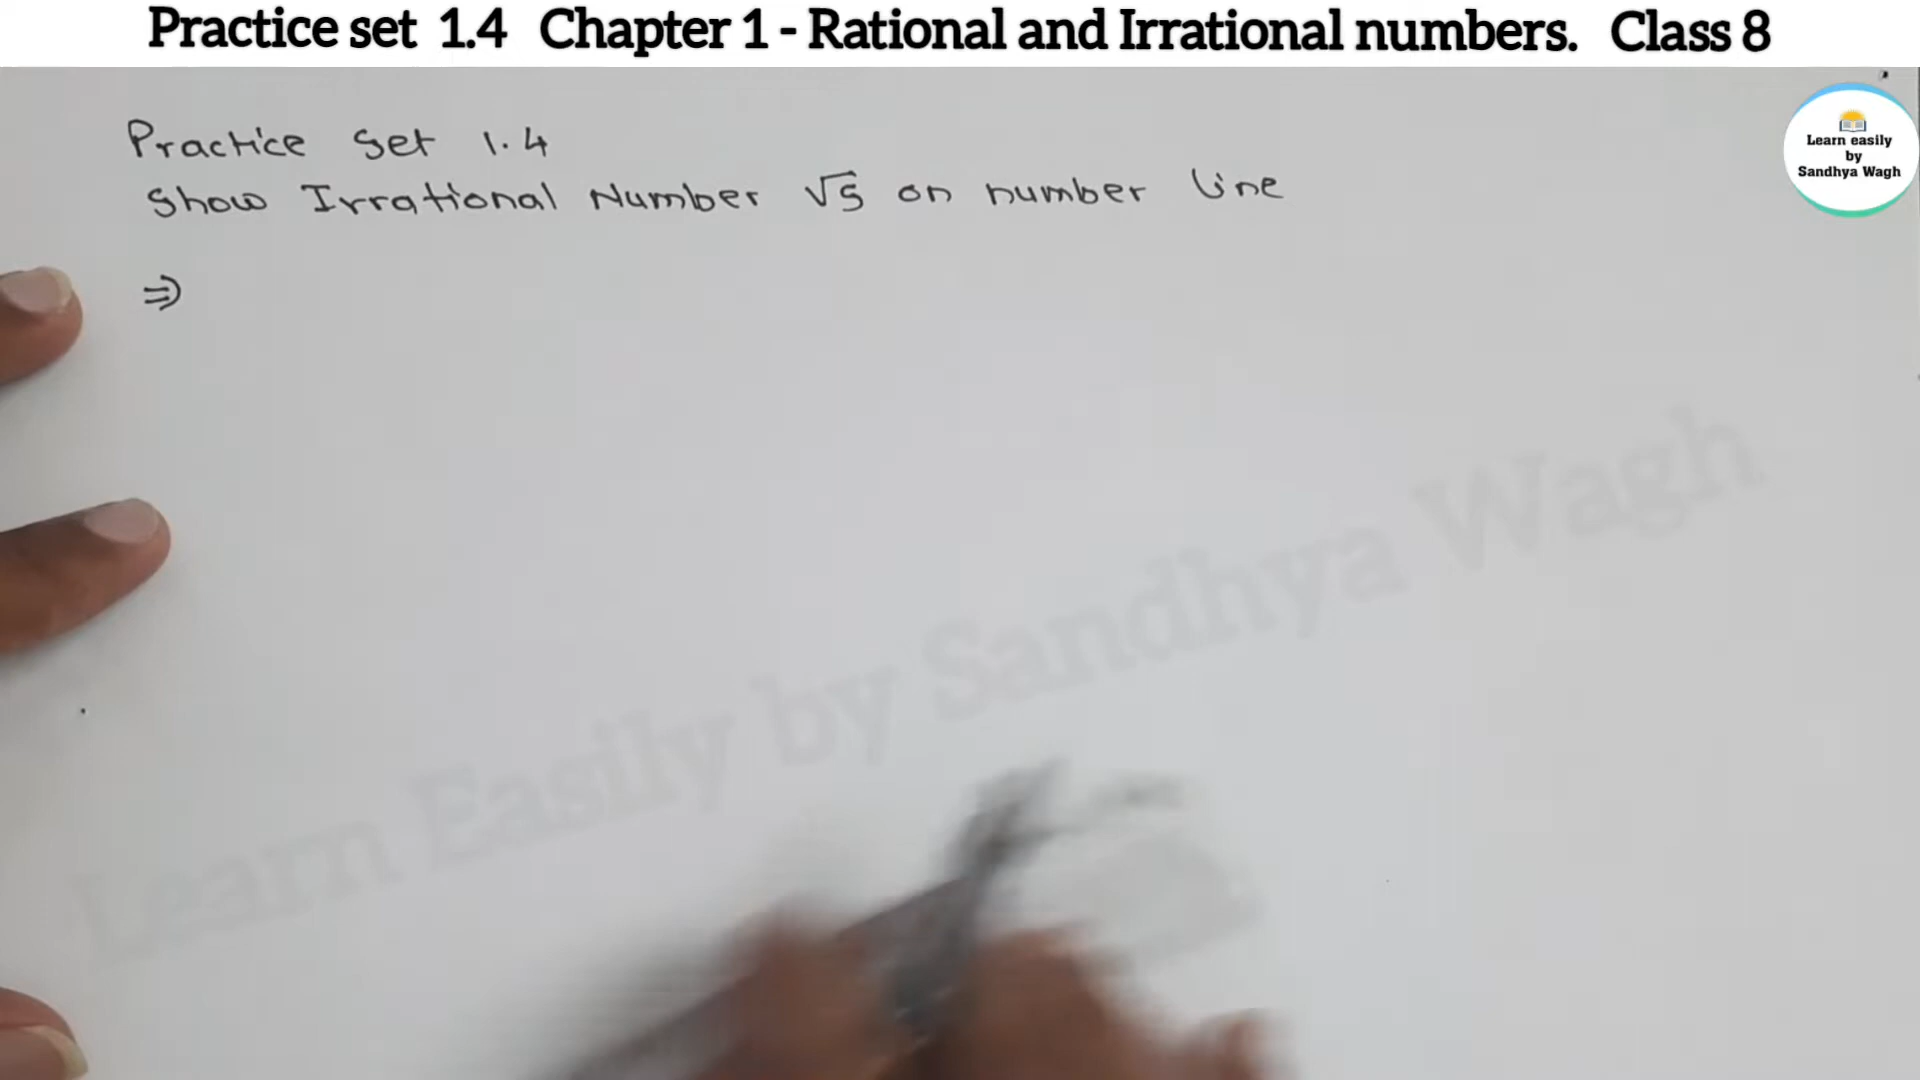 Practice set 1.4 Chapter 1 - Rational and Irrational numbers. Class 8
Practice Set 1.4
Show Irrational Number √5 on number line
⇒
Learn easily
by
Sandhya Wagh
Learn Easily by Sandhya Wagh